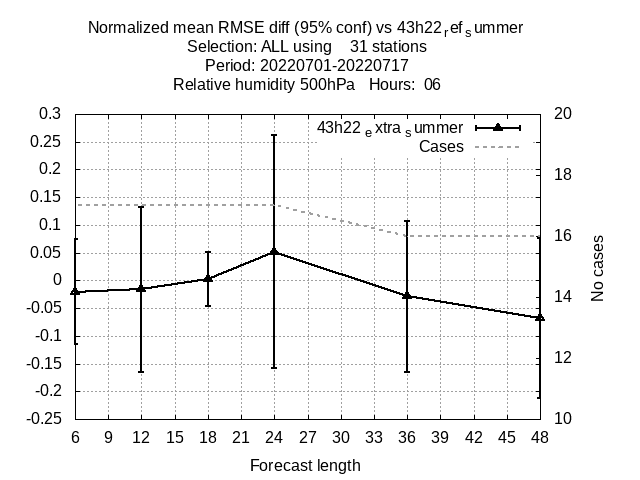 Normalized mean RMSE diff (95% conf) vs 43h22refsummer
Selection: ALL using 31 stations
Period: 20220701-20220717
Relative humidity 500hPa Hours: 06
43h22extrasummer
Cases
0.3
0.25
0.2
0.15
0.1
0.05
0
-0.05
-0.1
-0.15
-0.2
-0.25
20
18
16
14
12
10
No cases
6 9 12 15 18 21 24 27 30 33 36 39 42 45 48
Forecast length